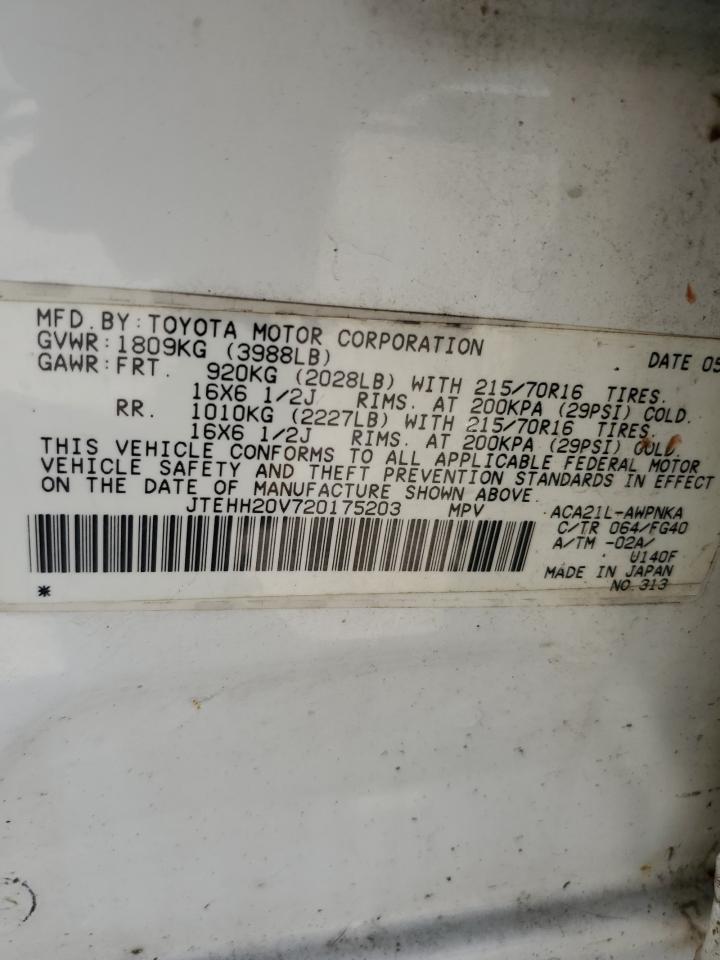 MFD. BY: TOYOTA MOTOR CORPORATION DATE 05
GVWR: 1809KG (3988LB)
GAWR: FRT. 920KG (2028LB) WITH 215/70R16 TIRES.
16X6 1/2J RIMS. AT 200KPA (29PSI) COLD.
RR. 1010KG (2227LB) WITH 215/70R16 TIRES,
16X6 1/2J RIMS. AT 200KPA (29PSI) COLD.
THIS VEHICLE CONFORMS TO ALL APPLICABLE FEDERAL MOTOR
VEHICLE SAFETY AND THEFT PREVENTION STANDARDS IN EFFECT
ON THE DATE OF MANUFACTURE SHOWN ABOVE.
JTEHH20V720175203 MPV ACA21L-AWPNKA
C/TR 064/FG40
A/TM -02A/
U140F
MADE IN JAPAN
* NO. 313